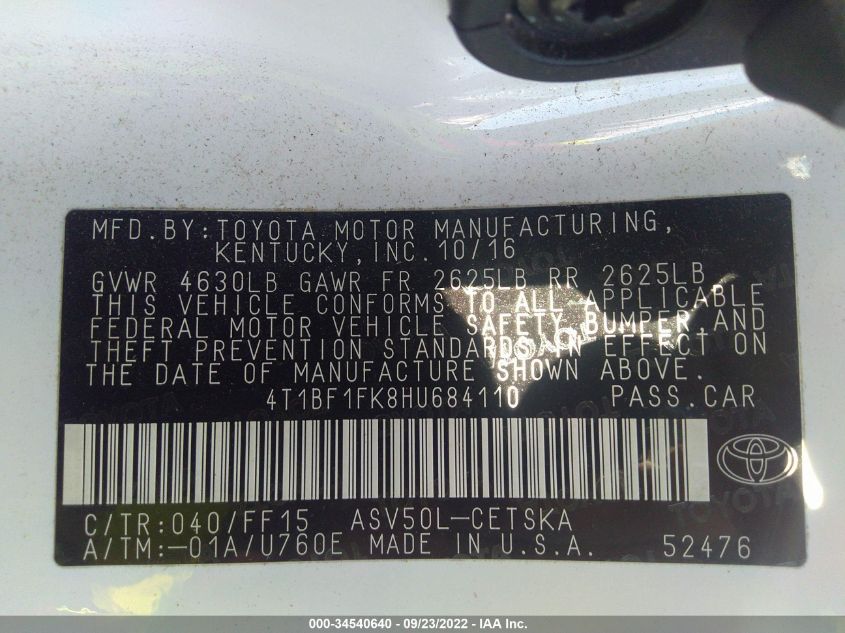 MFD. BY: TOYOTA MOTOR MANUFACTURING,
KENTUCKY, INC. 10/16
GVWR 4630LB GAWR FR 2625LB RR 2625LB
THIS VEHICLE CONFORMS TO ALL APPLICABLE
FEDERAL MOTOR VEHICLE SAFETY, BUMPER, AND
THEFT PREVENTION STANDARDS IN EFFECT ON
THE DATE OF MANUFACTURE SHOWN ABOVE.
4T1BF1FK8HU684110 PASS. CAR
C/TR: 040/FF15 ASV50L-CETSKA
A/TM: -01A/U760E MADE IN U.S.A. 52476
000-34540640 - 09/23/2022 - IAA Inc.